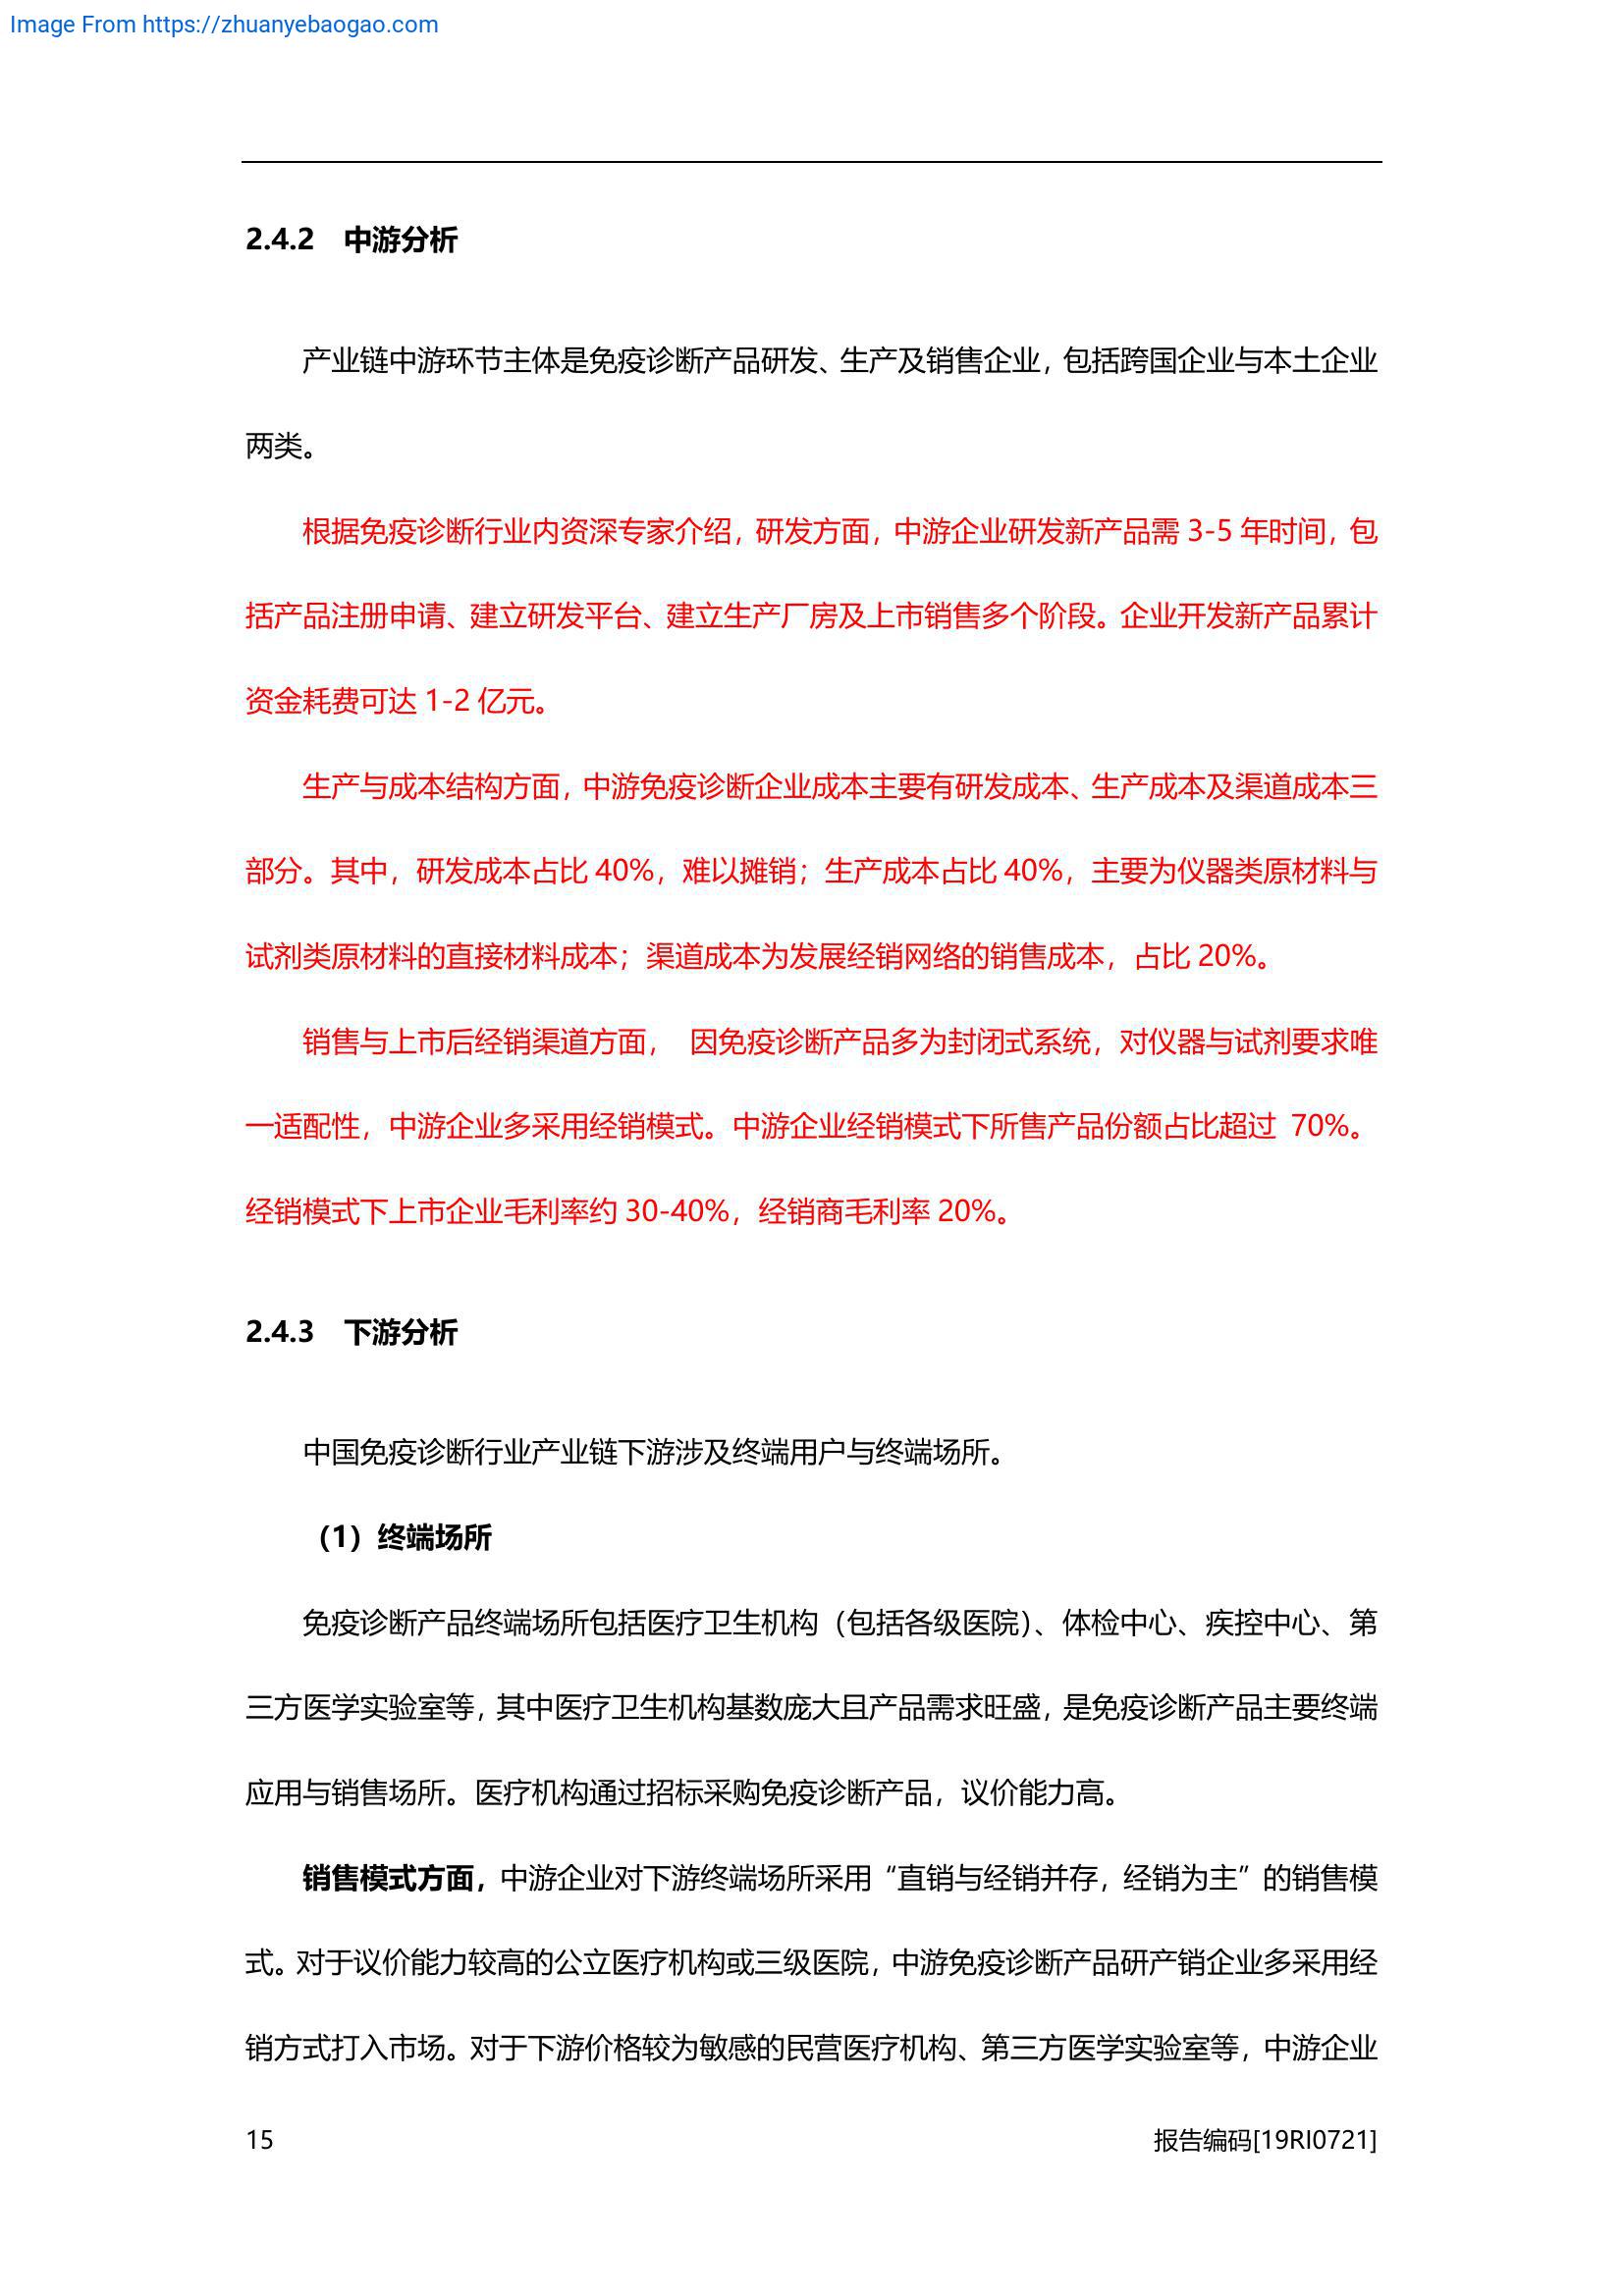 Image From https://zhuanyebaogao.com
2.4.2 中游分析
产业链中游环节主体是免疫诊断产品研发、生产及销售企业，包括跨国企业与本土企业
两类。
根据免疫诊断行业内资深专家介绍，研发方面，中游企业研发新产品需 3-5 年时间，包
括产品注册申请、建立研发平台、建立生产厂房及上市销售多个阶段。企业开发新产品累计
资金耗费可达 1-2 亿元。
生产与成本结构方面，中游免疫诊断企业成本主要有研发成本、生产成本及渠道成本三
部分。其中，研发成本占比 40%，难以摊销；生产成本占比 40%，主要为仪器类原材料与
试剂类原材料的直接材料成本；渠道成本为发展经销网络的销售成本，占比 20%。
销售与上市后经销渠道方面， 因免疫诊断产品多为封闭式系统，对仪器与试剂要求唯
一适配性，中游企业多采用经销模式。中游企业经销模式下所售产品份额占比超过 70%。
经销模式下上市企业毛利率约 30-40%，经销商毛利率 20%。
2.4.3 下游分析
中国免疫诊断行业产业链下游涉及终端用户与终端场所。
（1）终端场所
免疫诊断产品终端场所包括医疗卫生机构（包括各级医院）、体检中心、疾控中心、第
三方医学实验室等，其中医疗卫生机构基数庞大且产品需求旺盛，是免疫诊断产品主要终端
应用与销售场所。医疗机构通过招标采购免疫诊断产品，议价能力高。
销售模式方面，中游企业对下游终端场所采用“直销与经销并存，经销为主”的销售模
式。对于议价能力较高的公立医疗机构或三级医院，中游免疫诊断产品研产销企业多采用经
销方式打入市场。对于下游价格较为敏感的民营医疗机构、第三方医学实验室等，中游企业
15
报告编码[19RI0721]